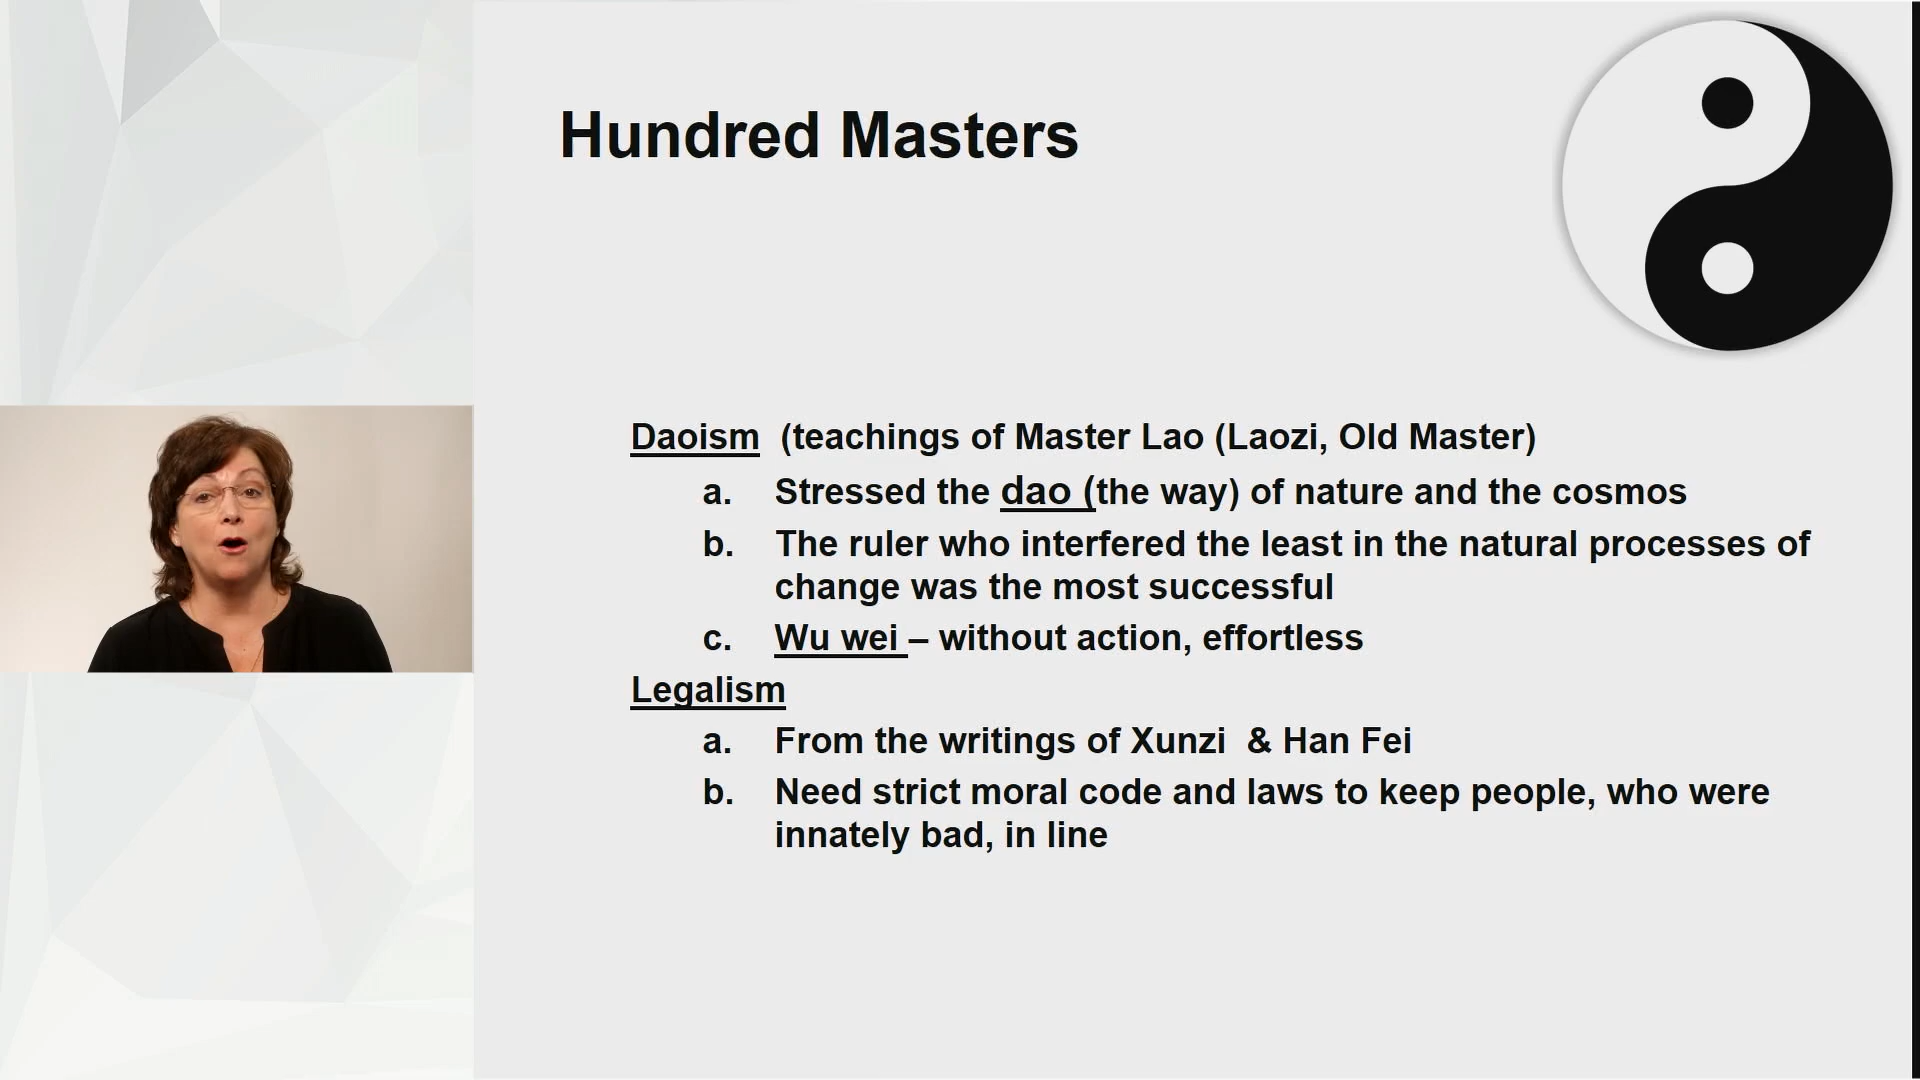 Hundred Masters
Daoism (teachings of Master Lao (Laozi, Old Master)
a. Stressed the dao (the way) of nature and the cosmos
b. The ruler who interfered the least in the natural processes of
change was the most successful
c. Wu wei – without action, effortless
Legalism
a. From the writings of Xunzi & Han Fei
b. Need strict moral code and laws to keep people, who were
innately bad, in line